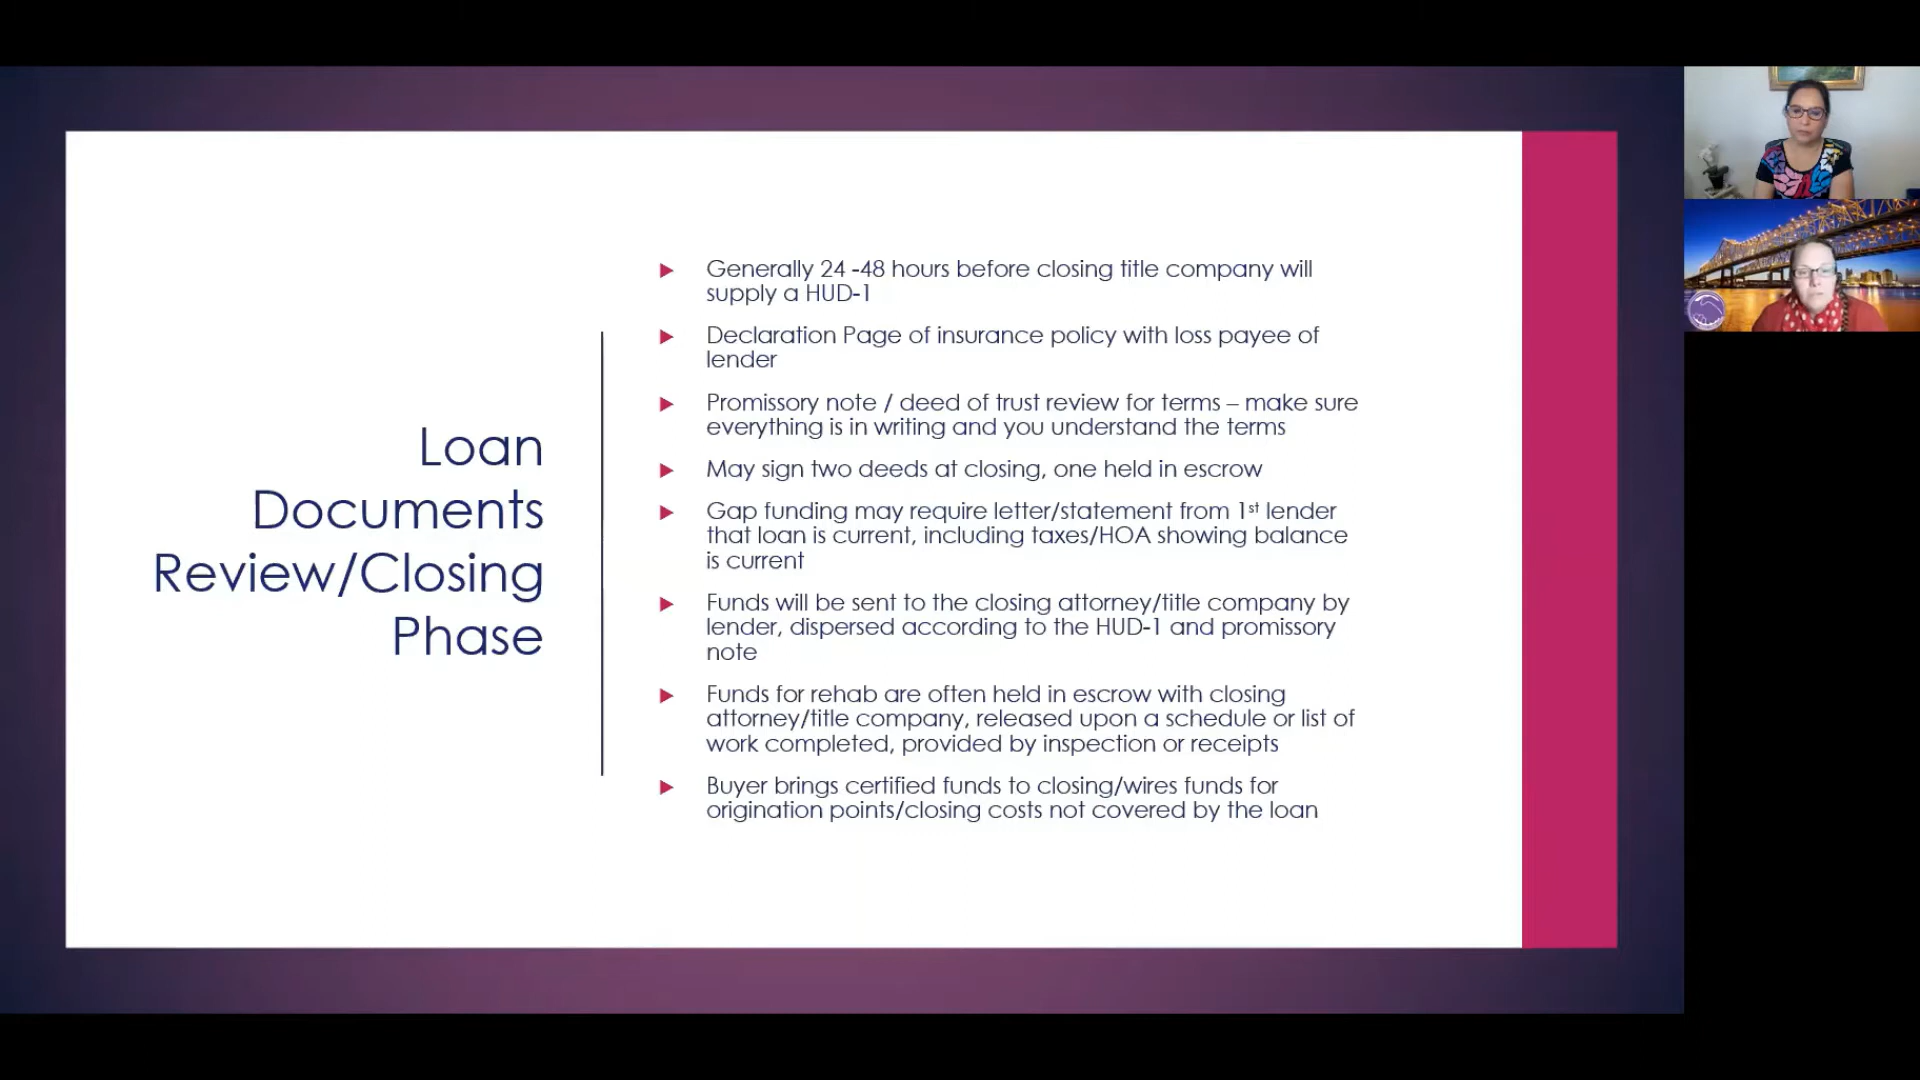 Loan
Documents
Review/Closing
Phase
Generally 24 -48 hours before closing title company will
supply a HUD-1
Declaration Page of insurance policy with loss payee of
lender
Promissory note / deed of trust review for terms – make sure
everything is in writing and you understand the terms
May sign two deeds at closing, one held in escrow
Gap funding may require letter/statement from 1st lender
that loan is current, including taxes/HOA showing balance
is current
Funds will be sent to the closing attorney/title company by
lender, dispersed according to the HUD-1 and promissory
note
Funds for rehab are often held in escrow with closing
attorney/title company, released upon a schedule or list of
work completed, provided by inspection or receipts
Buyer brings certified funds to closing/wires funds for
origination points/closing costs not covered by the loan